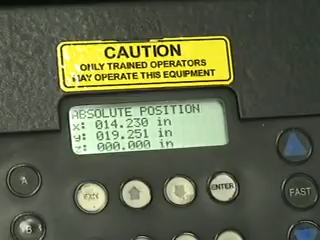 CAUTION
ONLY TRAINED OPERATORS
MAY OPERATE THIS EQUIPMENT
ABSOLUTE POSITION
x: 014.230 in
y: 019.251 in
z: 000.000 in
A
EXIT
ENTER
FAST
B